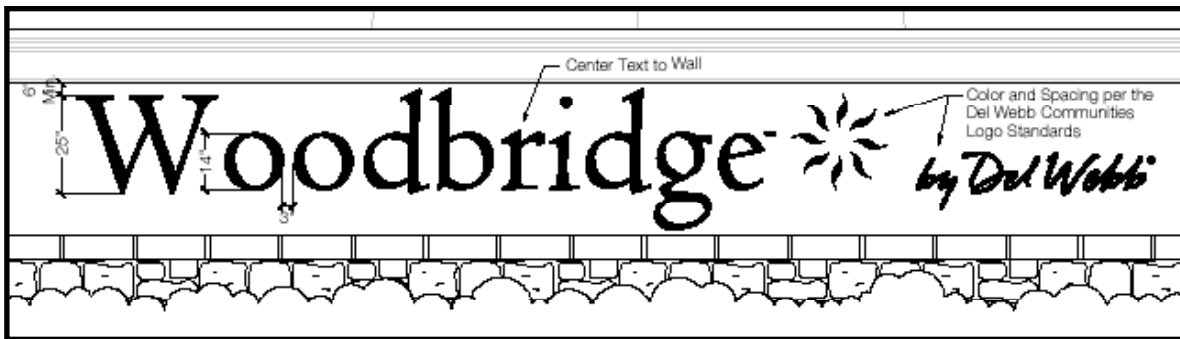 Center Text to Wall
6"
Min.
25"
14"
3"
Woodbridge
by Del Webb
Color and Spacing per the
Del Webb Communities
Logo Standards